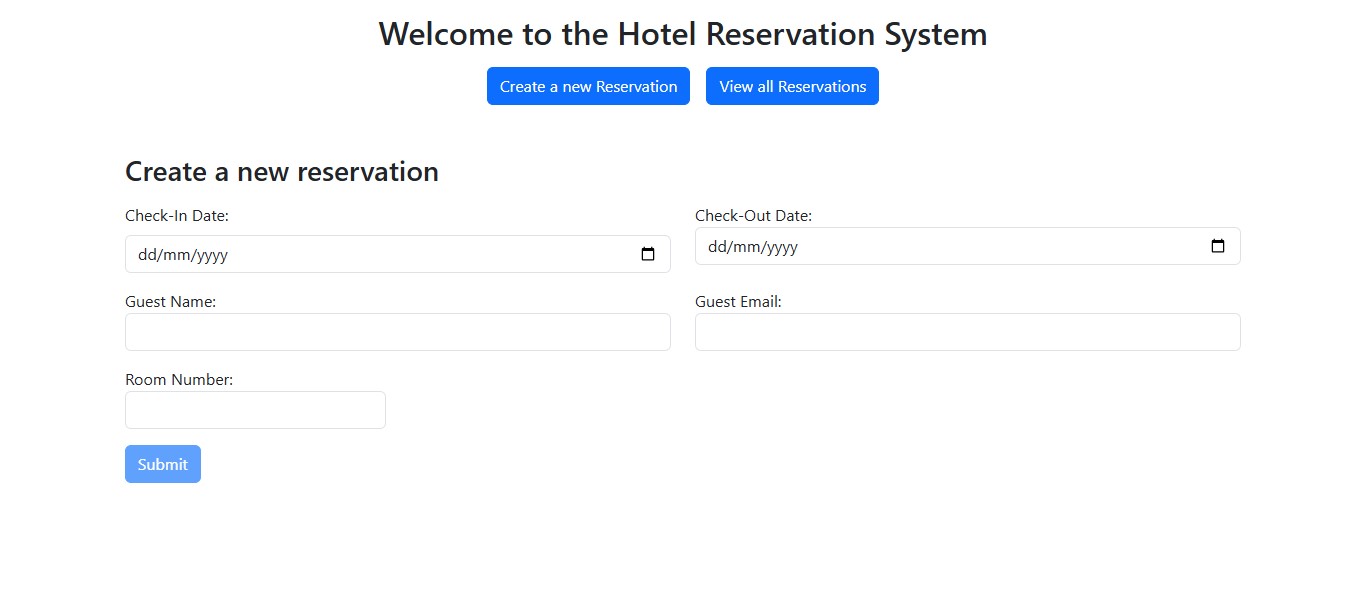 Welcome to the Hotel Reservation System
Create a new Reservation View all Reservations
Create a new reservation
Check-In Date: Check-Out Date:
dd/mm/yyyy dd/mm/yyyy
Guest Name: Guest Email:
Room Number:
Submit